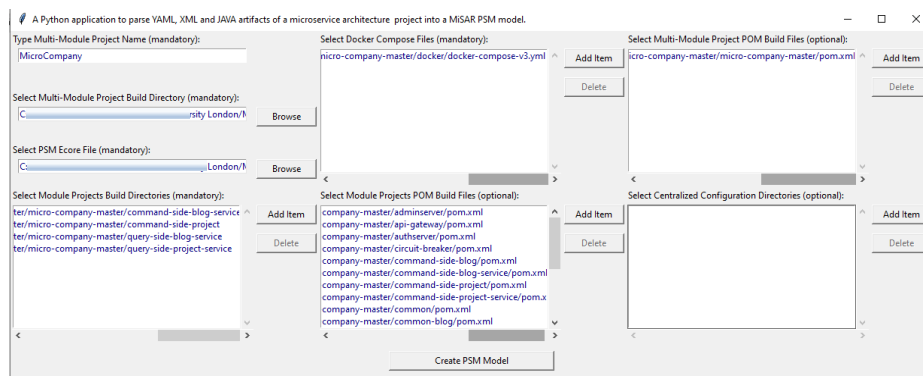 A Python application to parse YAML, XML and JAVA artifacts of a microservice architecture project into a MiSAR PSM model.
Type Multi-Module Project Name (mandatory):
MicroCompany
Select Multi-Module Project Build Directory (mandatory):
C rsity London/M
Browse
Select PSM Ecore File (mandatory):
C: London/M
Browse
Select Docker Compose Files (mandatory):
nicro-company-master/docker/docker-compose-v3.yml
Add Item
Delete
Select Multi-Module Project POM Build Files (optional):
icro-company-master/micro-company-master/pom.xml
Add Item
Delete
Select Module Projects Build Directories (mandatory):
ter/micro-company-master/command-side-blog-service
ter/micro-company-master/command-side-project
ter/micro-company-master/query-side-blog-service
ter/micro-company-master/query-side-project-service
Add Item
Delete
Select Module Projects POM Build Files (optional):
company-master/adminserver/pom.xml
company-master/api-gateway/pom.xml
company-master/authserver/pom.xml
company-master/circuit-breaker/pom.xml
company-master/command-side-blog/pom.xml
company-master/command-side-blog-service/pom.xml
company-master/command-side-project/pom.xml
company-master/command-side-project-service/pom.x
company-master/common/pom.xml
company-master/common-blog/pom.xml
Add Item
Delete
Select Centralized Configuration Directories (optional):
Add Item
Delete
Create PSM Model